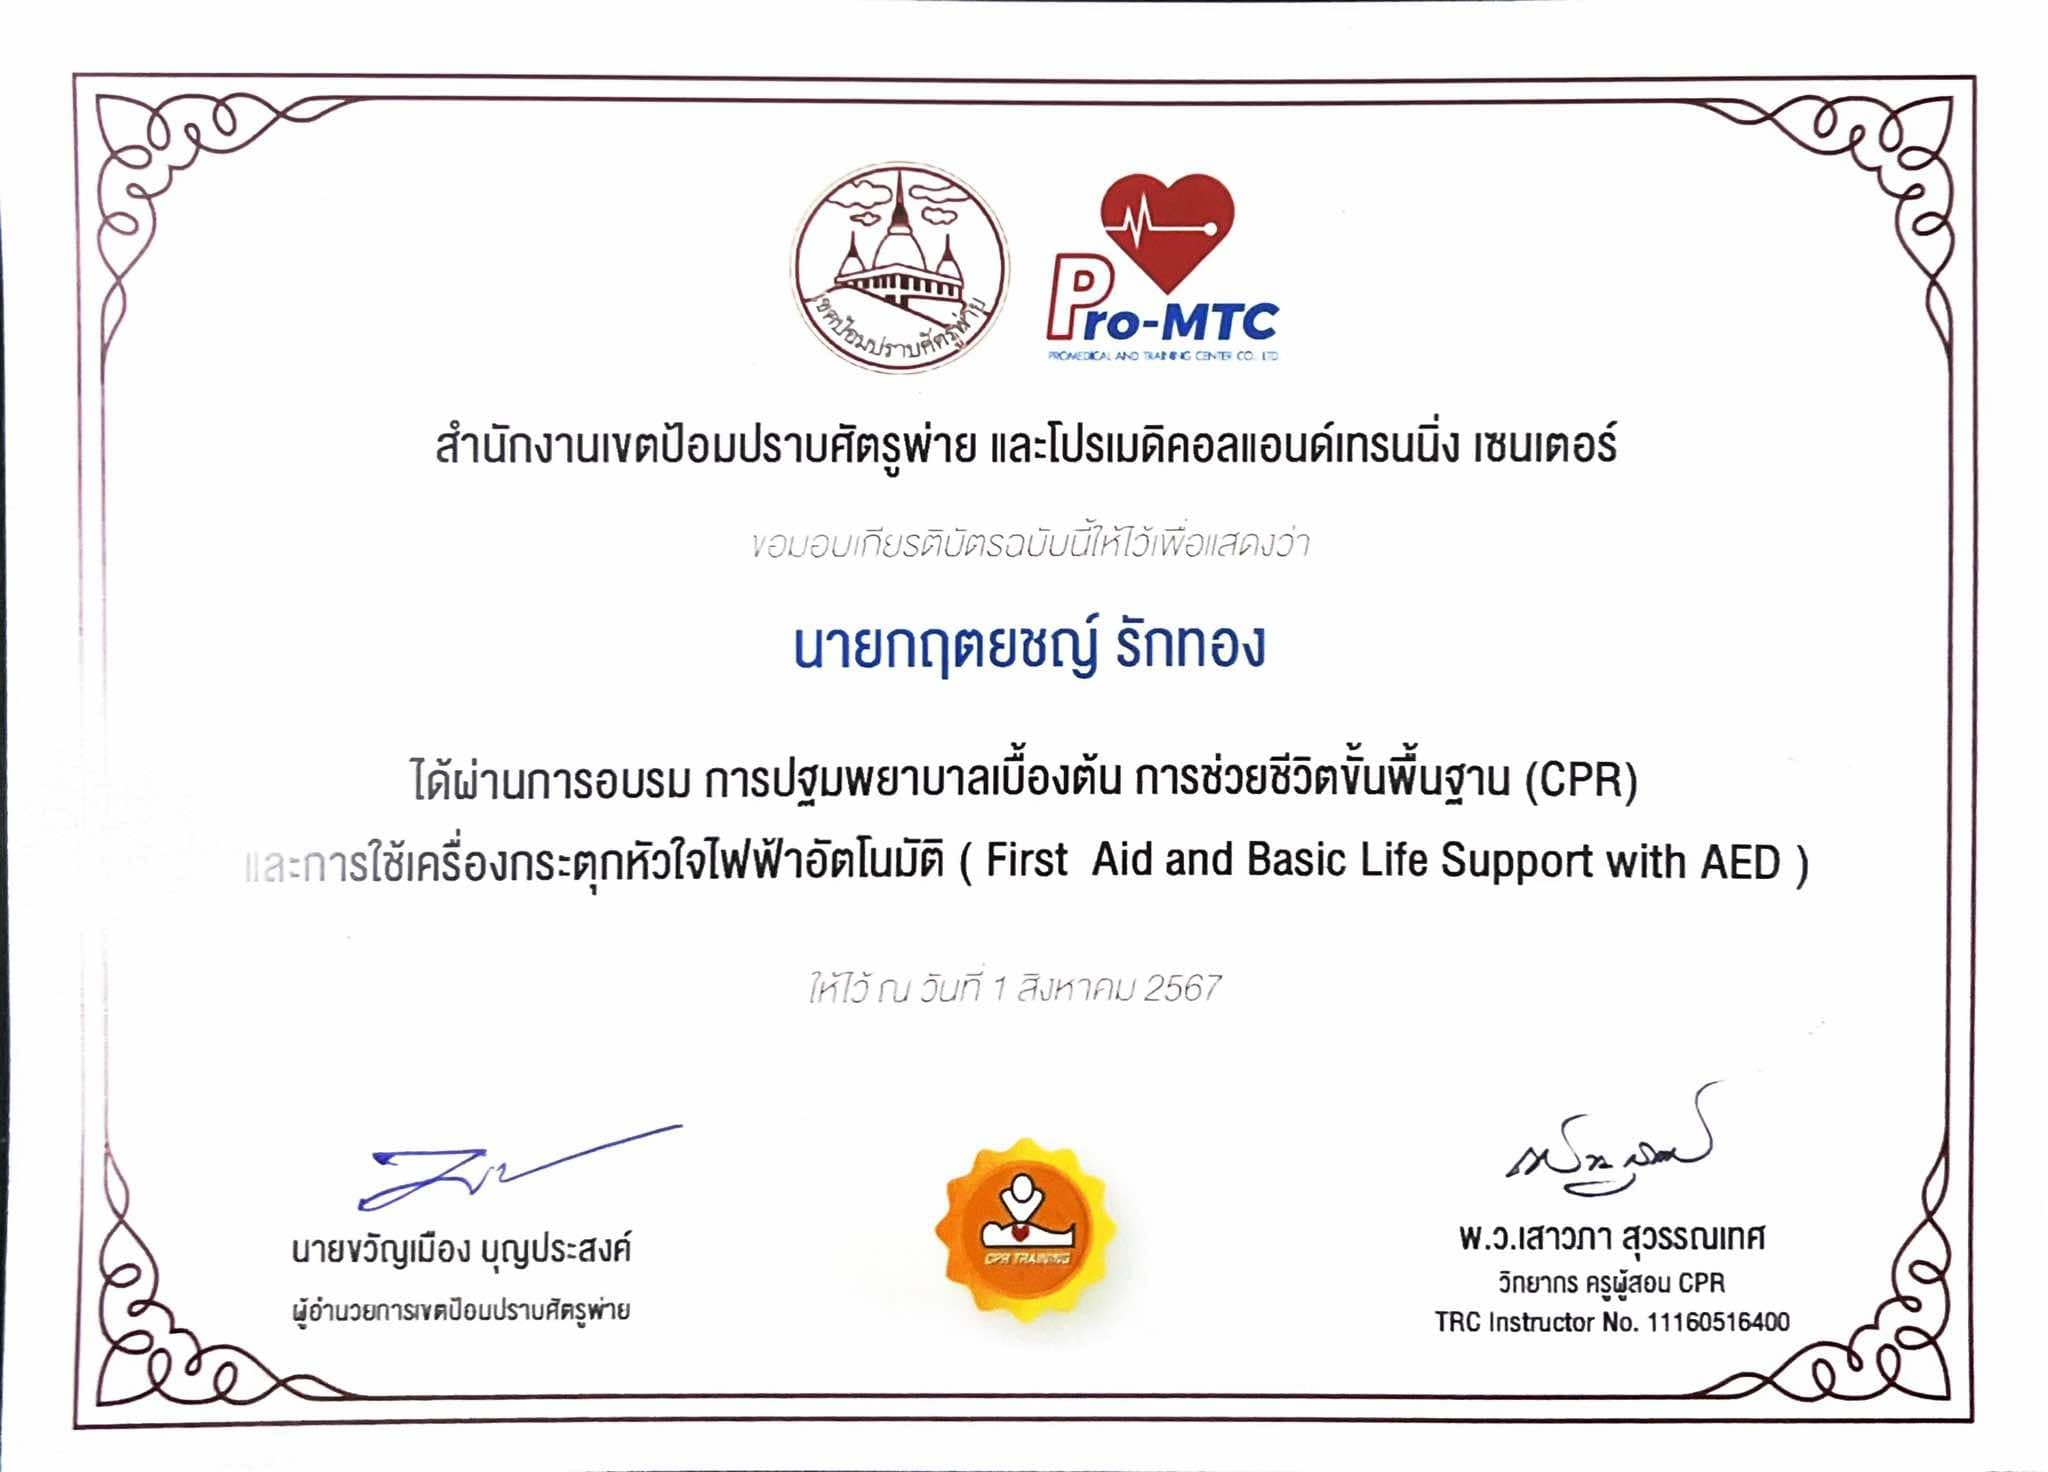 เขตป้อมปราบศัตรูพ่าย
Pro-MTC
PROMEDICAL AND TRAINING CENTER CO., LTD
สำนักงานเขตป้อมปราบศัตรูพ่าย และโปรเมดิคอลแอนด์เทรนนิ่ง เซนเตอร์
ขอมอบเกียรติบัตรฉบับนี้ให้ไว้เพื่อแสดงว่า
นายกฤตยชญ์ รักทอง
ได้ผ่านการอบรม การปฐมพยาบาลเบื้องต้น การช่วยชีวิตขั้นพื้นฐาน (CPR)
และการใช้เครื่องกระตุกหัวใจไฟฟ้าอัตโนมัติ ( First Aid and Basic Life Support with AED )
ให้ไว้ ณ วันที่ 1 สิงหาคม 2567
นายขวัญเมือง บุญประสงค์
ผู้อำนวยการเขตป้อมปราบศัตรูพ่าย
CPR TRAINING
พ.ว.เสาวภา สุวรรณเทศ
วิทยากร ครูผู้สอน CPR
TRC Instructor No. 11160516400